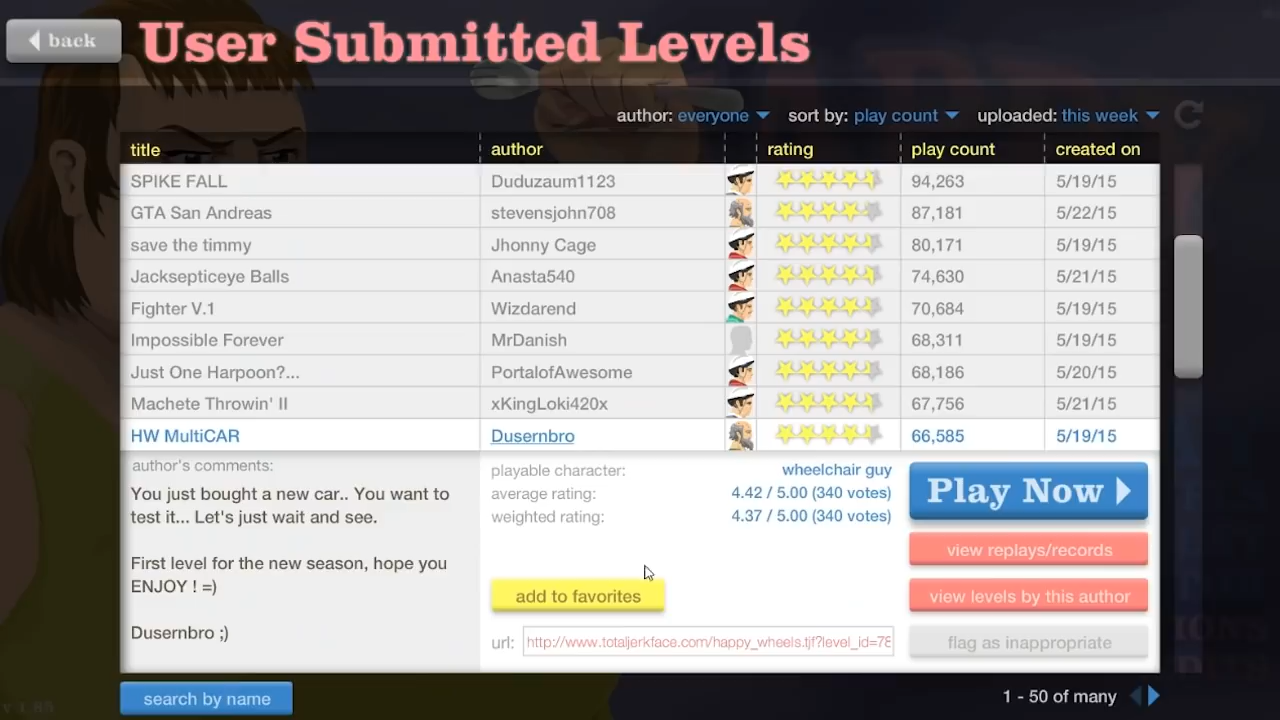 back
User Submitted Levels
author: everyone sort by: play count uploaded: this week
title author rating play count created on
SPIKE FALL Duduzaum1123 94,263 5/19/15
GTA San Andreas stevensjohn708 87,181 5/22/15
save the timmy Jhonny Cage 80,171 5/19/15
Jacksepticeye Balls Anasta540 74,630 5/21/15
Fighter V.1 Wizdarend 70,684 5/19/15
Impossible Forever MrDanish 68,311 5/19/15
Just One Harpoon?... PortalofAwesome 68,186 5/20/15
Machete Throwin' II xKingLoki420x 67,756 5/21/15
HW MultiCAR Dusernbro 66,585 5/19/15
author's comments:
You just bought a new car.. You want to
test it... Let's just wait and see.
First level for the new season, hope you
ENJOY ! =)
Dusernbro ;)
playable character: wheelchair guy
average rating: 4.42 / 5.00 (340 votes)
weighted rating: 4.37 / 5.00 (340 votes)
add to favorites
url: http://www.totaljerkface.com/happy_wheels.tjf?level_id=78
Play Now
view replays/records
view levels by this author
flag as inappropriate
search by name
1 - 50 of many